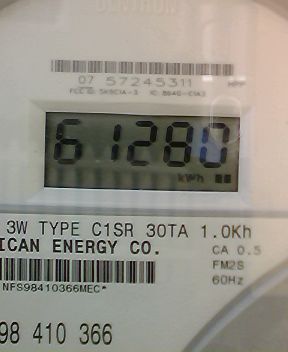 CENTRON
07 57245311
61280
kWh
3W TYPE C1SR 30TA 1.0Kh
ICAN ENERGY CO.
CA 0.5
FM2S
60Hz
NFS98410366MEC*
98 410 366